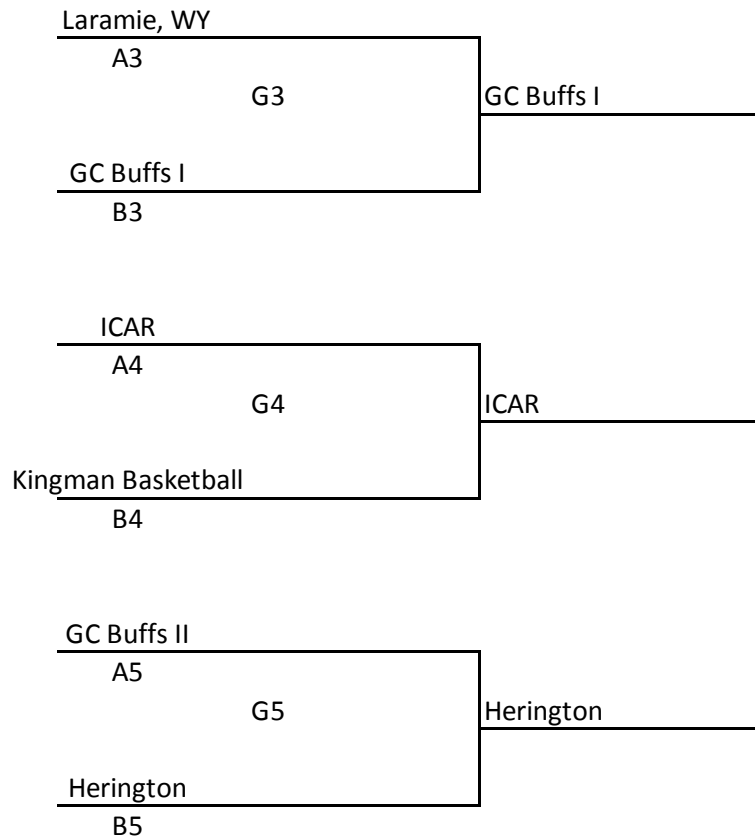 Laramie, WY
A3
G3
GC Buffs I
GC Buffs I
B3
ICAR
A4
G4
ICAR
Kingman Basketball
B4
GC Buffs II
A5
G5
Herington
Herington
B5